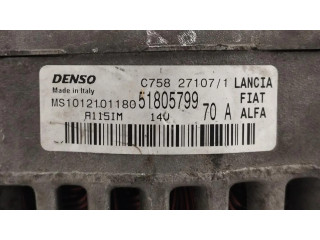 DENSO C758 27107/1 LANCIA
Made in Italy FIAT
MS1012101180 51805799 70 A ALFA
A115IM 14V